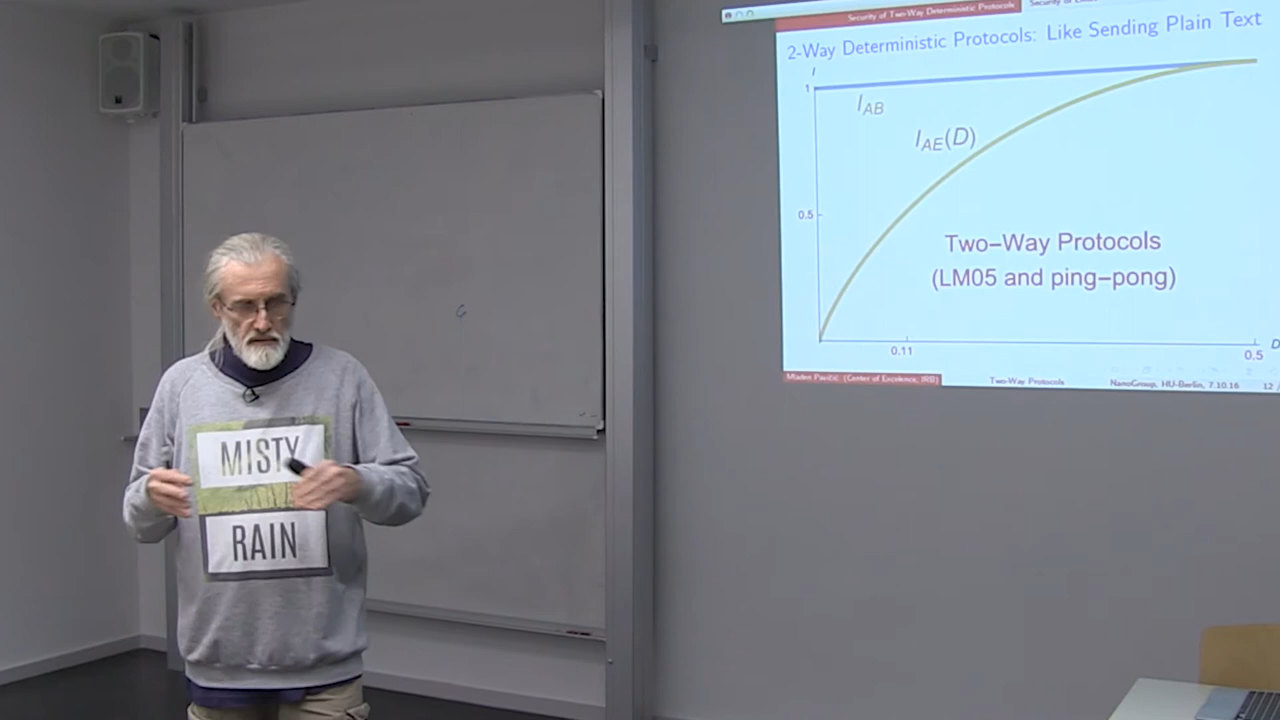 Security of Two-Way Deterministic Protocols
2-Way Deterministic Protocols: Like Sending Plain Text
I
1
I_AB
I_AE(D)
0.5
Two–Way Protocols
(LM05 and ping–pong)
0.11
0.5
D
Mladen Pavičić (Center of Excelence, IRB)
Two-Way Protocols
NanoGroup, HU-Berlin, 7.10.16
12 /
MISTY
RAIN